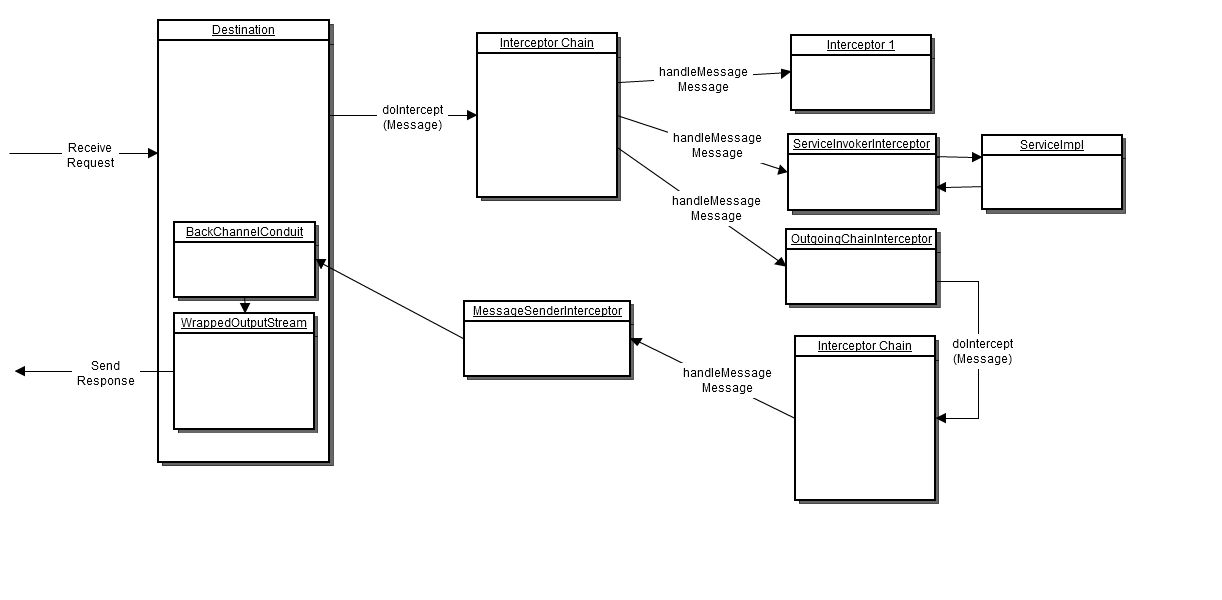 Destination
Interceptor Chain
Interceptor 1
handleMessage
Message
doIntercept
(Message)
Receive
Request
handleMessage
Message
ServiceInvokerInterceptor
ServiceImpl
handleMessage
Message
BackChannelConduit
OutgoingChainInterceptor
MessageSenderInterceptor
WrappedOutputStream
Interceptor Chain
doIntercept
(Message)
Send
Response
handleMessage
Message